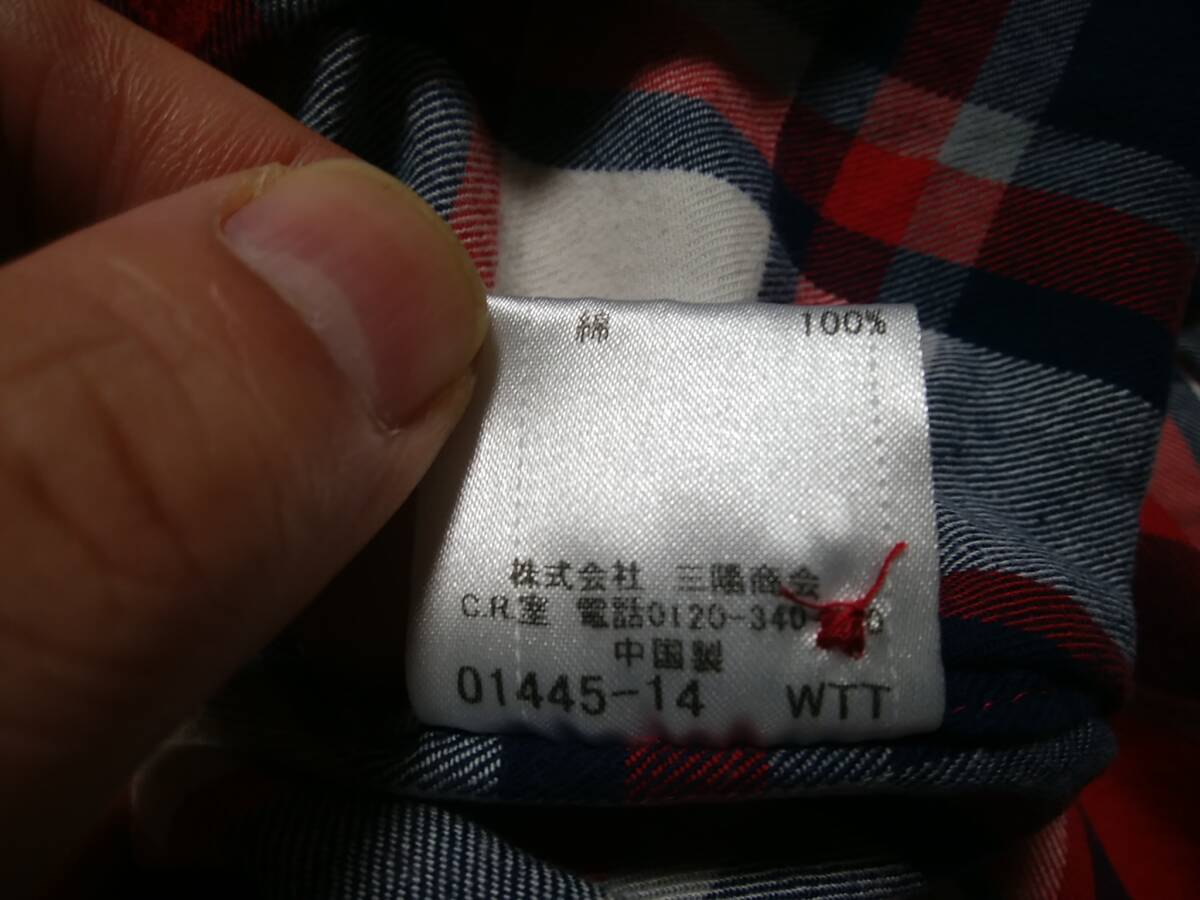 綿 100%
株式会社 三陽商会
C.R.室 電話0120-340-
中国製
01445-14 WTT